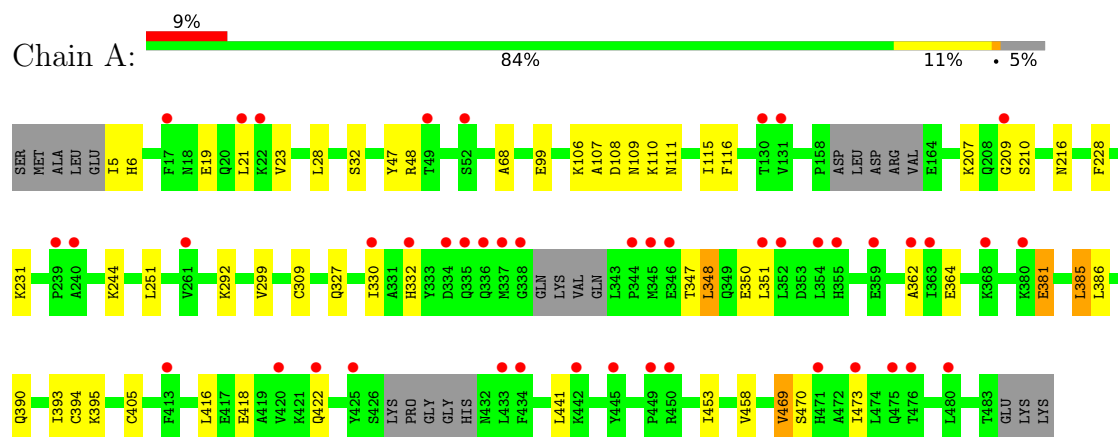 9%
Chain A:
84% 11% • 5%
SER MET ALA LEU GLU I5 H6 F17 N18 E19 Q20 L21 K22 V23 L28 S32 Y47 R48 T49 S52 A68 E99 K106 A107 D108 N109 K110 N111 I115 F116 T130 V131 P158 ASP LEU ASP ARG VAL E164 K207 Q208 G209 S210 N216 F228
K231 P239 A240 K244 L251 V261 K292 V299 C309 Q327 I330 A331 H332 Y333 D334 Q335 Q336 M337 G338 GLN LYS VAL GLN L343 P344 M345 E346 T347 L348 Q349 E350 L351 L352 D353 L354 H355 E359 A362 I363 E364 K368 K380 E381 L385 L386
Q390 I393 C394 K395 C405 F413 L416 E417 E418 A419 V420 K421 Q422 Y425 S426 LYS PRO GLY GLY HIS N432 L433 F434 L441 K442 Y445 P449 R450 I453 V458 V469 S470 H471 A472 I473 L474 Q475 T476 L480 T483 GLU LYS LYS